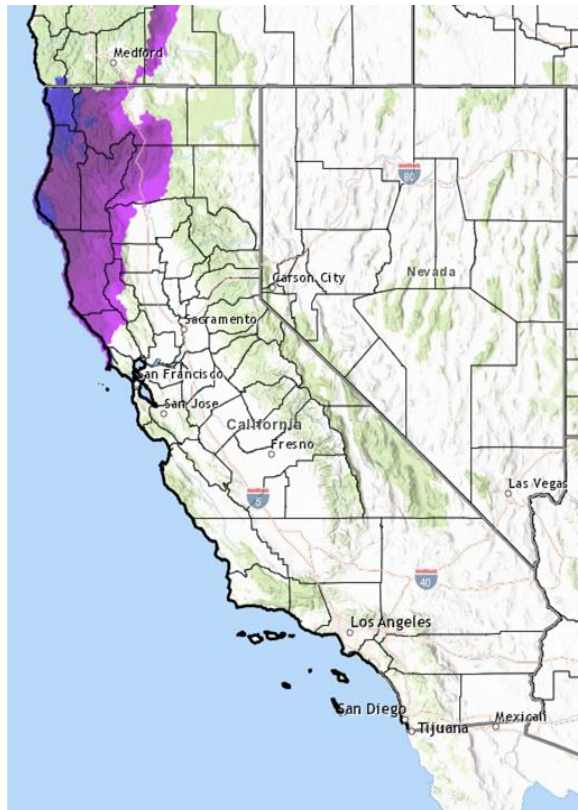 Medford
80
Carson City
Nevada
Sacramento
San Francisco
San Jose
California
Fresno
Las Vegas
5
40
Los Angeles
San Diego
Mexicali
Tijuana